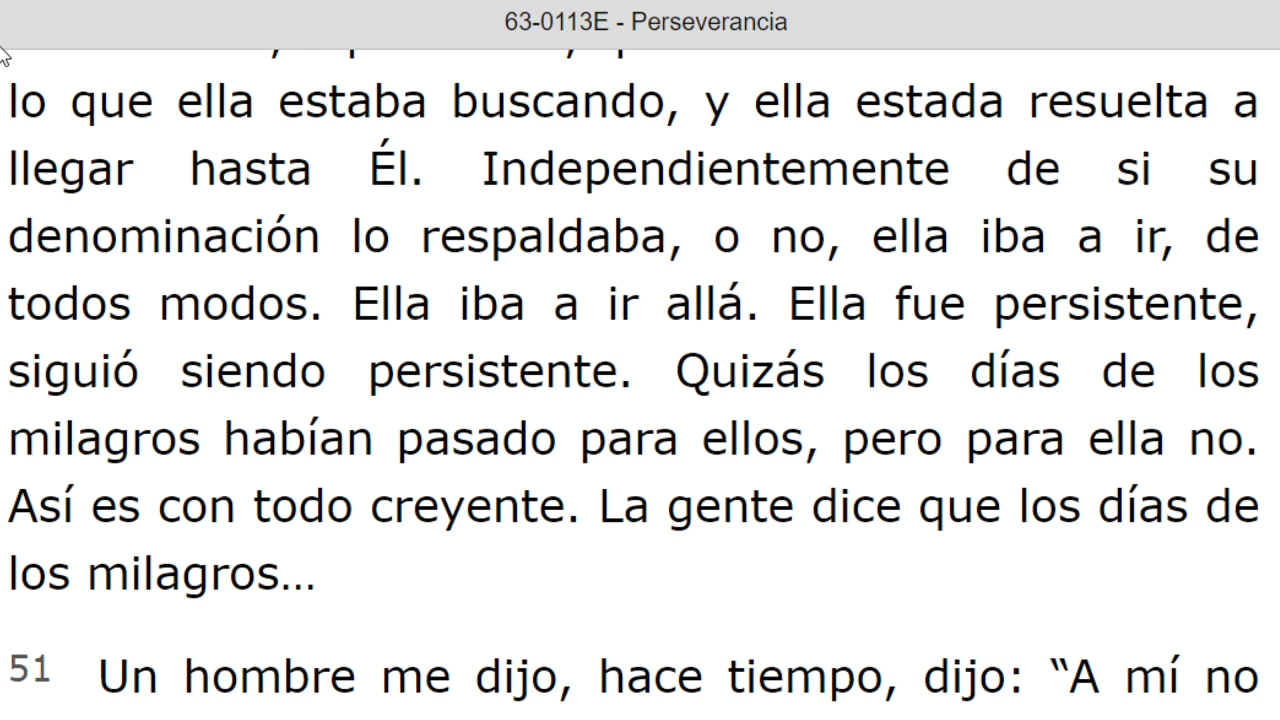 63-0113E - Perseverancia
lo que ella estaba buscando, y ella estada resuelta a
llegar hasta Él. Independientemente de si su
denominación lo respaldaba, o no, ella iba a ir, de
todos modos. Ella iba a ir allá. Ella fue persistente,
siguió siendo persistente. Quizás los días de los
milagros habían pasado para ellos, pero para ella no.
Así es con todo creyente. La gente dice que los días de
los milagros...
51 Un hombre me dijo, hace tiempo, dijo: “A mí no